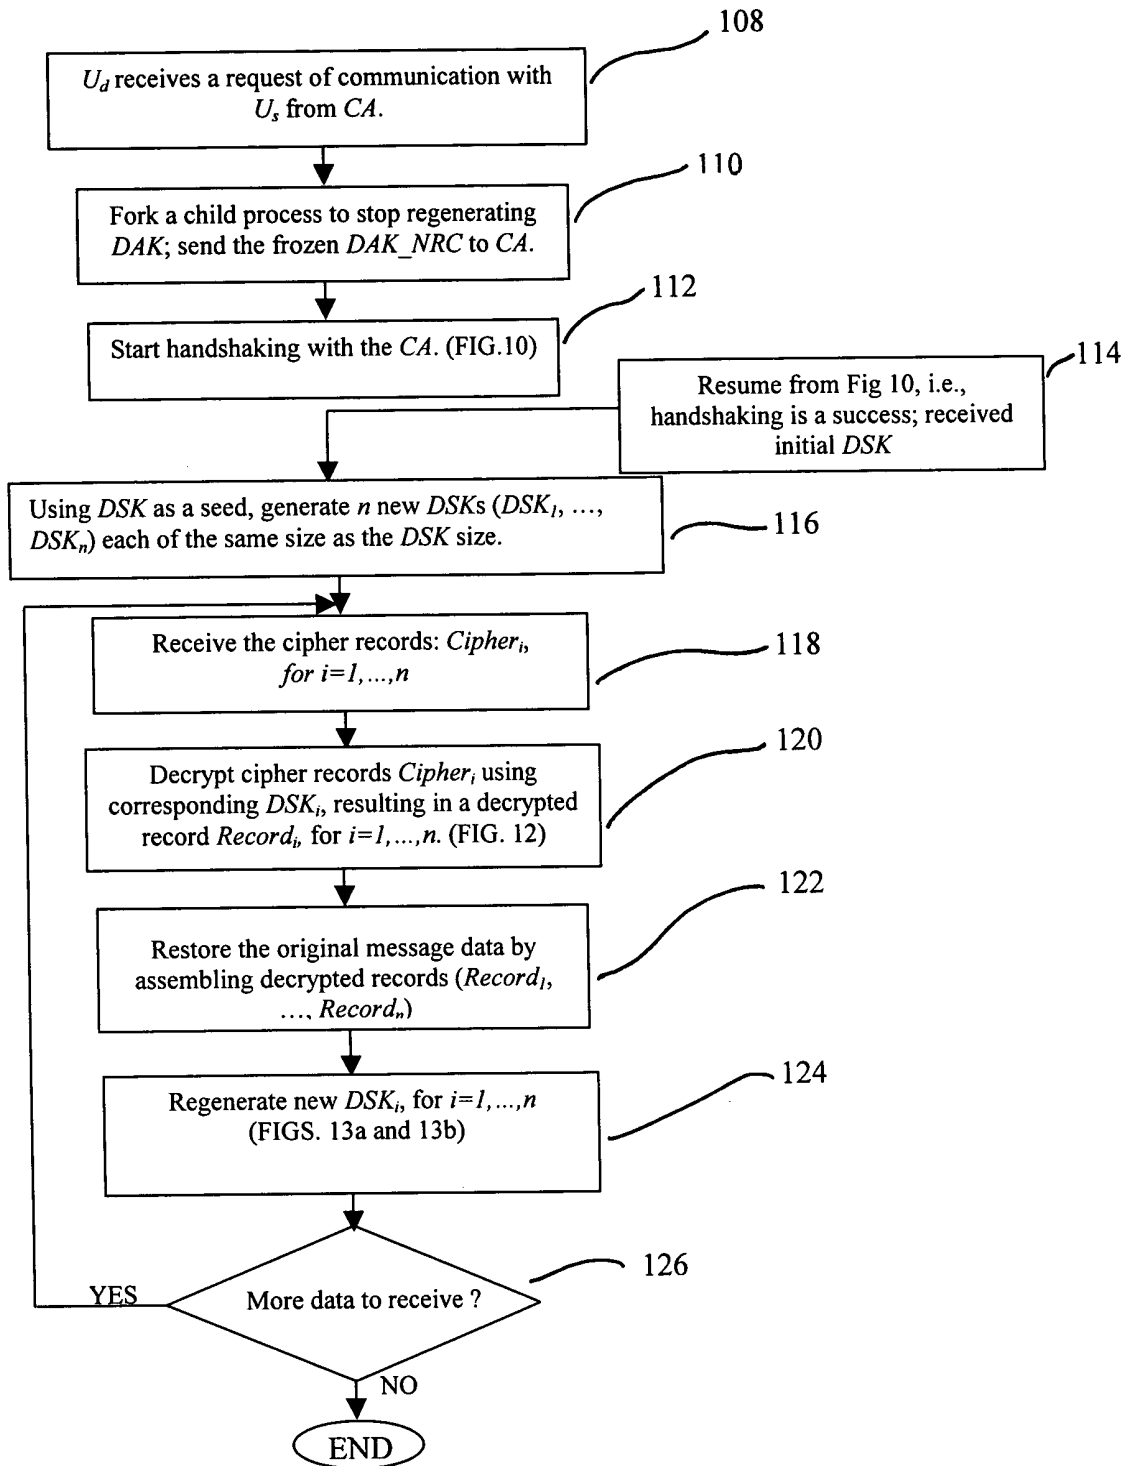 108
U_d receives a request of communication with
U_s from CA.
110
Fork a child process to stop regenerating
DAK; send the frozen DAK_NRC to CA.
112
Start handshaking with the CA. (FIG.10)
114
Resume from Fig 10, i.e.,
handshaking is a success; received
initial DSK
Using DSK as a seed, generate n new DSKs (DSK_1, …,
DSK_n) each of the same size as the DSK size.
116
Receive the cipher records: Cipher_i,
for i=1,…,n
118
120
Decrypt cipher records Cipher_i using
corresponding DSK_i, resulting in a decrypted
record Record_i, for i=1,…,n. (FIG. 12)
122
Restore the original message data by
assembling decrypted records (Record_1,
…, Record_n)
124
Regenerate new DSK_i, for i=1,…,n
(FIGS. 13a and 13b)
126
YES
More data to receive ?
NO
END